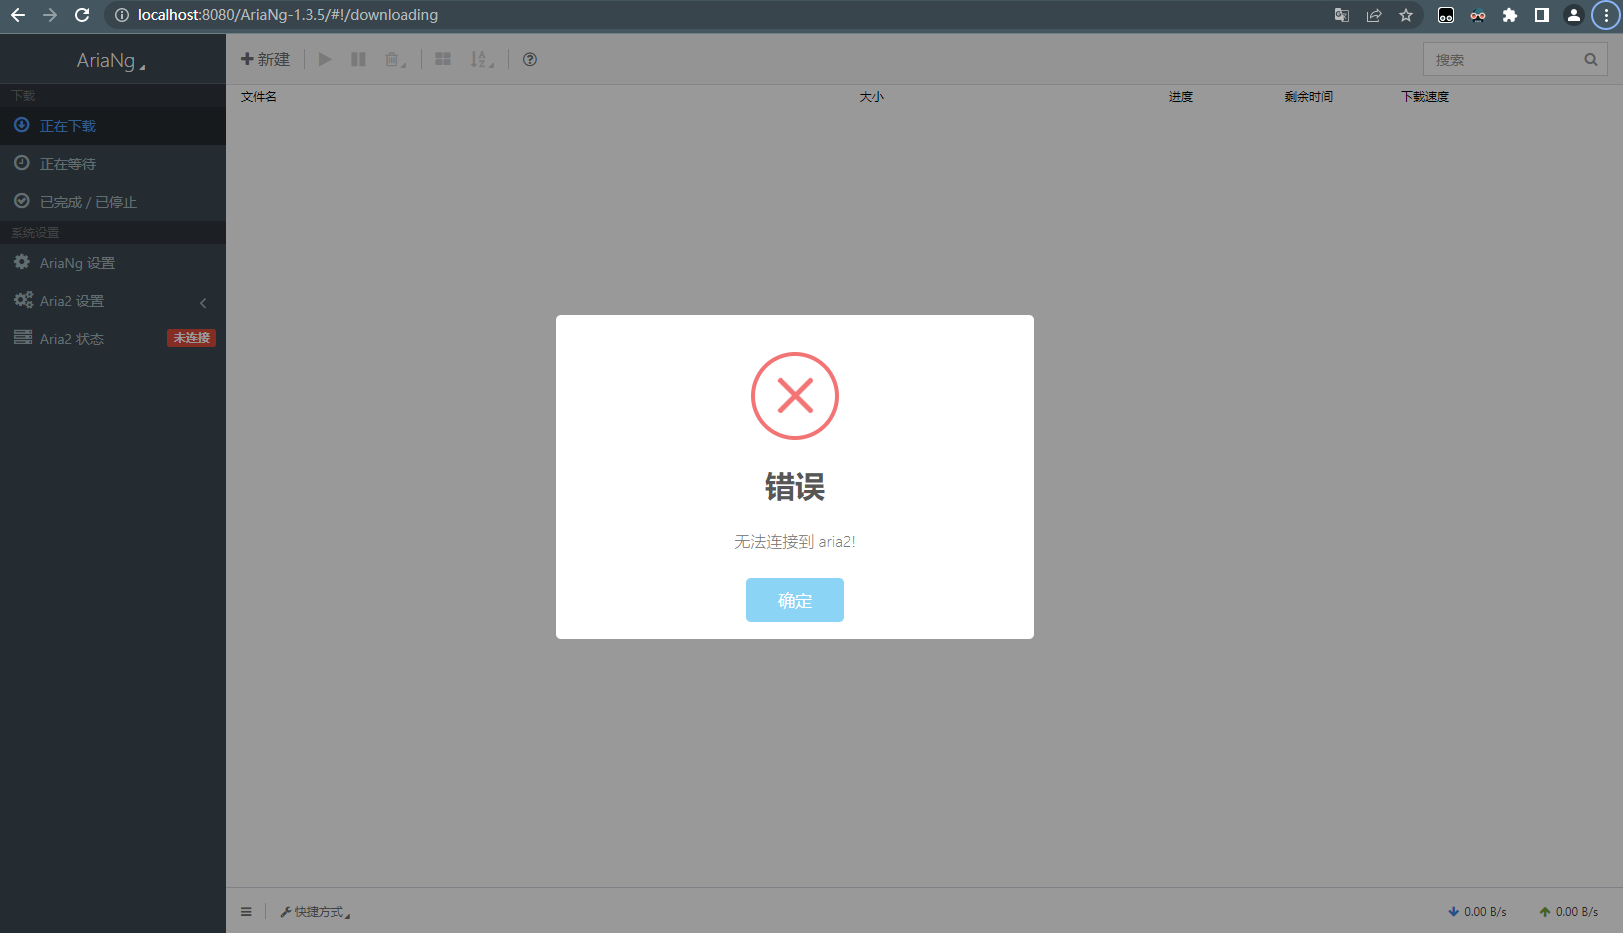 localhost:8080/AriaNg-1.3.5/#!/downloading
AriaNg
新建
搜索
下载
文件名 大小 进度 剩余时间 下载速度
正在下载
正在等待
已完成 / 已停止
系统设置
AriaNg 设置
Aria2 设置
Aria2 状态 未连接
错误
无法连接到 aria2!
确定
快捷方式 0.00 B/s 0.00 B/s